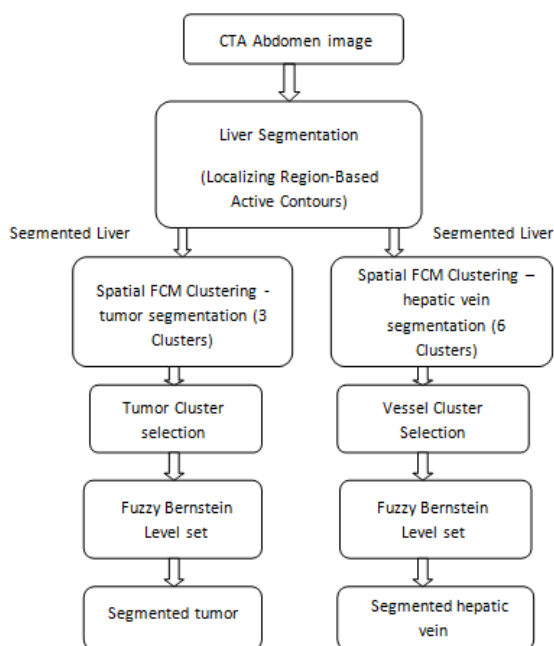 CTA Abdomen image
Liver Segmentation
(Localizing Region-Based
Active Contours)
Segmented Liver
Segmented Liver
Spatial FCM Clustering -
tumor segmentation (3
Clusters)
Spatial FCM Clustering –
hepatic vein
segmentation (6
Clusters)
Tumor Cluster
selection
Vessel Cluster
Selection
Fuzzy Bernstein
Level set
Fuzzy Bernstein
Level set
Segmented tumor
Segmented hepatic
vein